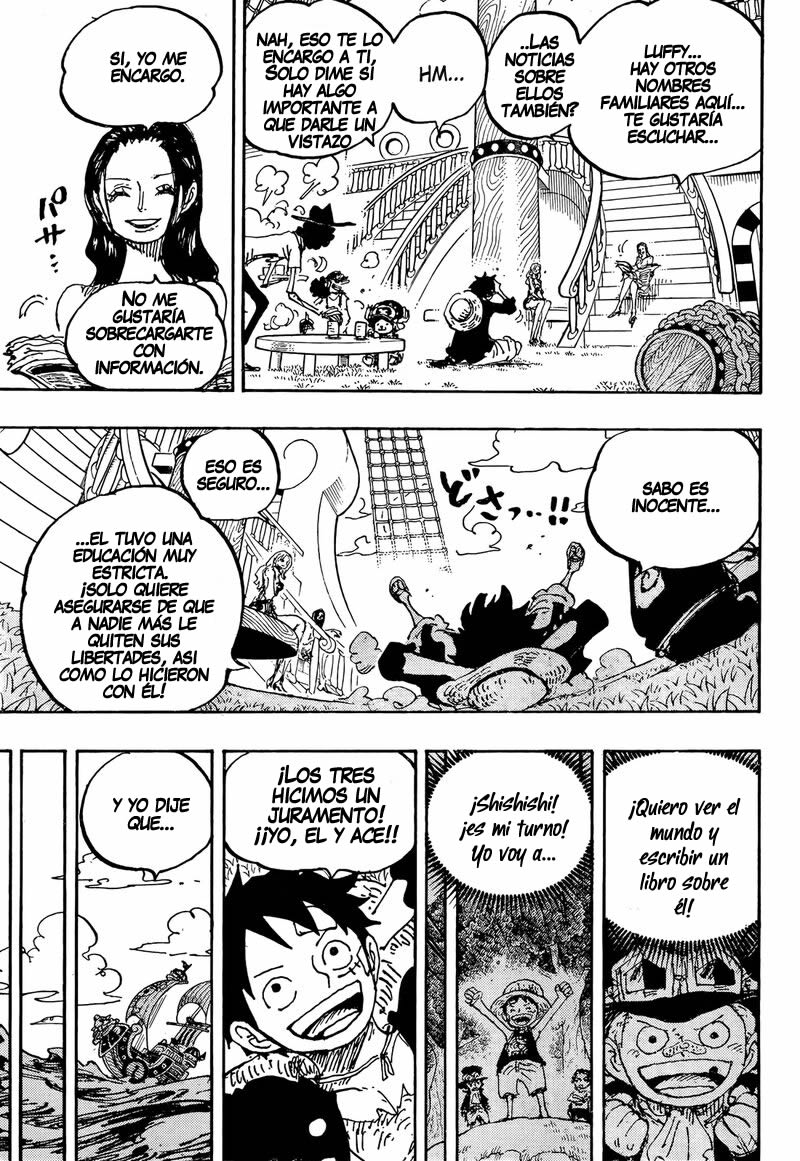 LUFFY...
HAY OTROS
NOMBRES
FAMILIARES AQUÍ...
TE GUSTARÍA
ESCUCHAR...
..LAS
NOTICIAS
SOBRE
ELLOS
TAMBIÉN?
HM...
NAH, ESO TE LO
ENCARGO A TI,
SOLO DIME SÍ
HAY ALGO
IMPORTANTE A
QUE DARLE UN
VISTAZO
SI, YO ME
ENCARGO.
パサ...
NO ME
GUSTARÍA
SOBRECARGARTE
CON
INFORMACIÓN.
SABO ES
INOCENTE...
どさっ...!!
ESO ES
SEGURO...
...EL TUVO UNA
EDUCACIÓN MUY
ESTRICTA.
¡SOLO QUIERE
ASEGURARSE DE QUE
A NADIE MÁS LE
QUITEN SUS
LIBERTADES, ASI
COMO LO HICIERON
CON ÉL!
¡Quiero ver el
mundo y
escribir un
libro sobre
él!
¡Shishishi!
¡es mi turno!
Yo voy a...
¡LOS TRES
HICIMOS UN
JURAMENTO!
¡¡YO, EL Y ACE!!
Y YO DIJE
QUE...